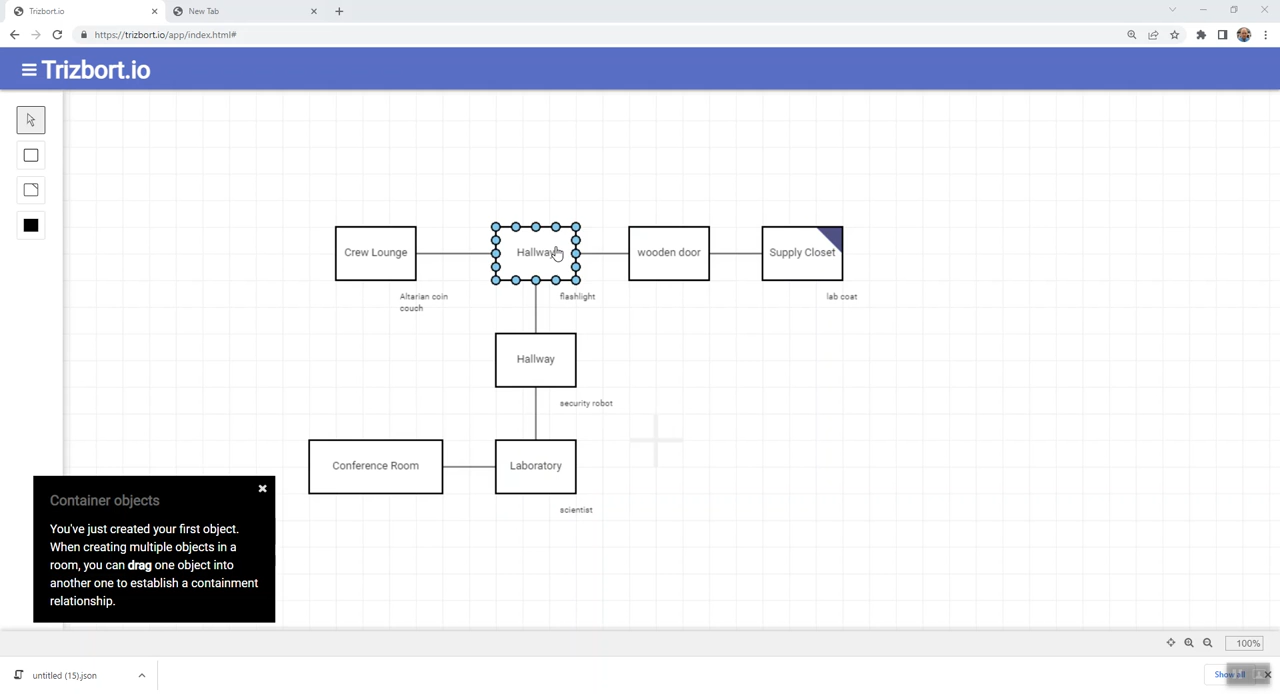 Trizbort.io
New Tab
https://trizbort.io/app/index.html#
Trizbort.io
Crew Lounge
Hallway
wooden door
Supply Closet
Altarian coin
couch
flashlight
lab coat
Hallway
security robot
Conference Room
Laboratory
scientist
Container objects
You've just created your first object.
When creating multiple objects in a
room, you can drag one object into
another one to establish a containment
relationship.
100%
untitled (15).json
Show all